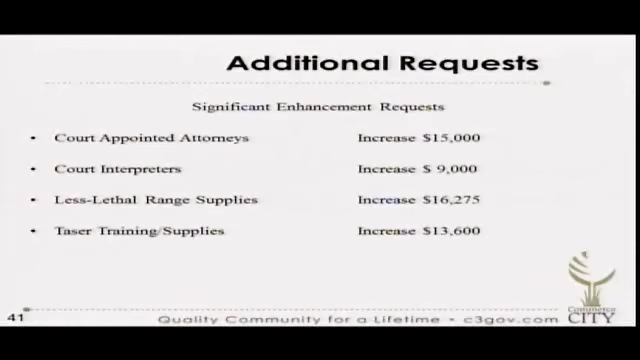 Additional Requests
Significant Enhancement Requests
• Court Appointed Attorneys Increase $15,000
• Court Interpreters Increase $ 9,000
• Less-Lethal Range Supplies Increase $16,275
• Taser Training/Supplies Increase $13,600
Commerce
CITY
41
Quality Community for a Lifetime • c3gov.com